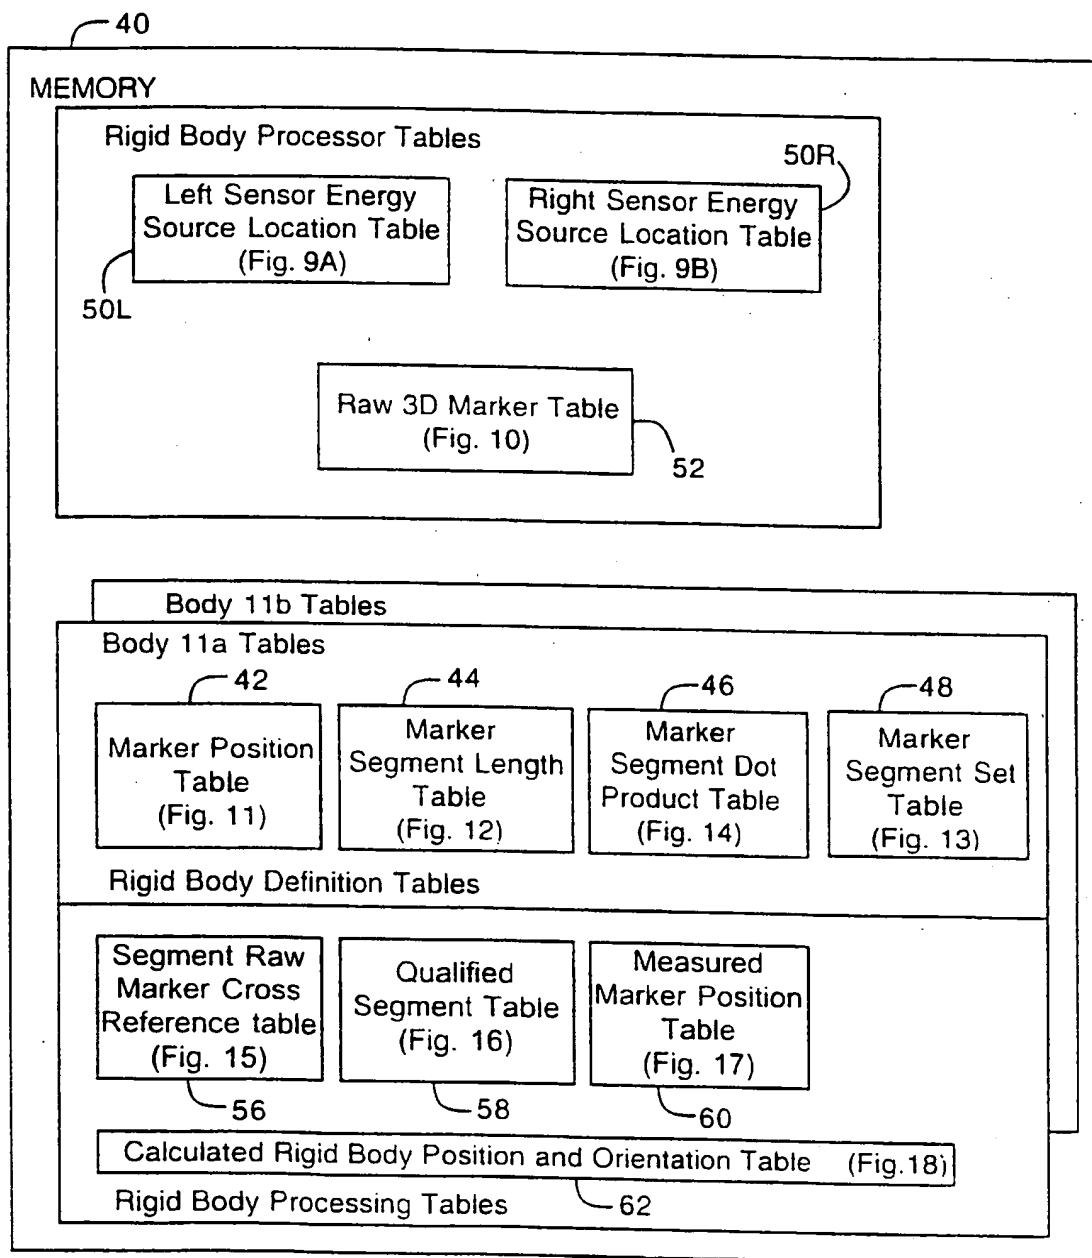 40
MEMORY
Rigid Body Processor Tables
50R
Left Sensor Energy
Source Location Table
(Fig. 9A)
Right Sensor Energy
Source Location Table
(Fig. 9B)
50L
Raw 3D Marker Table
(Fig. 10)
52
Body 11b Tables
Body 11a Tables
42
44
46
48
Marker Position
Table
(Fig. 11)
Marker
Segment Length
Table
(Fig. 12)
Marker
Segment Dot
Product Table
(Fig. 14)
Marker
Segment Set
Table
(Fig. 13)
Rigid Body Definition Tables
Segment Raw
Marker Cross
Reference table
(Fig. 15)
Qualified
Segment Table
(Fig. 16)
Measured
Marker Position
Table
(Fig. 17)
56
58
60
Calculated Rigid Body Position and Orientation Table (Fig.18)
Rigid Body Processing Tables
62